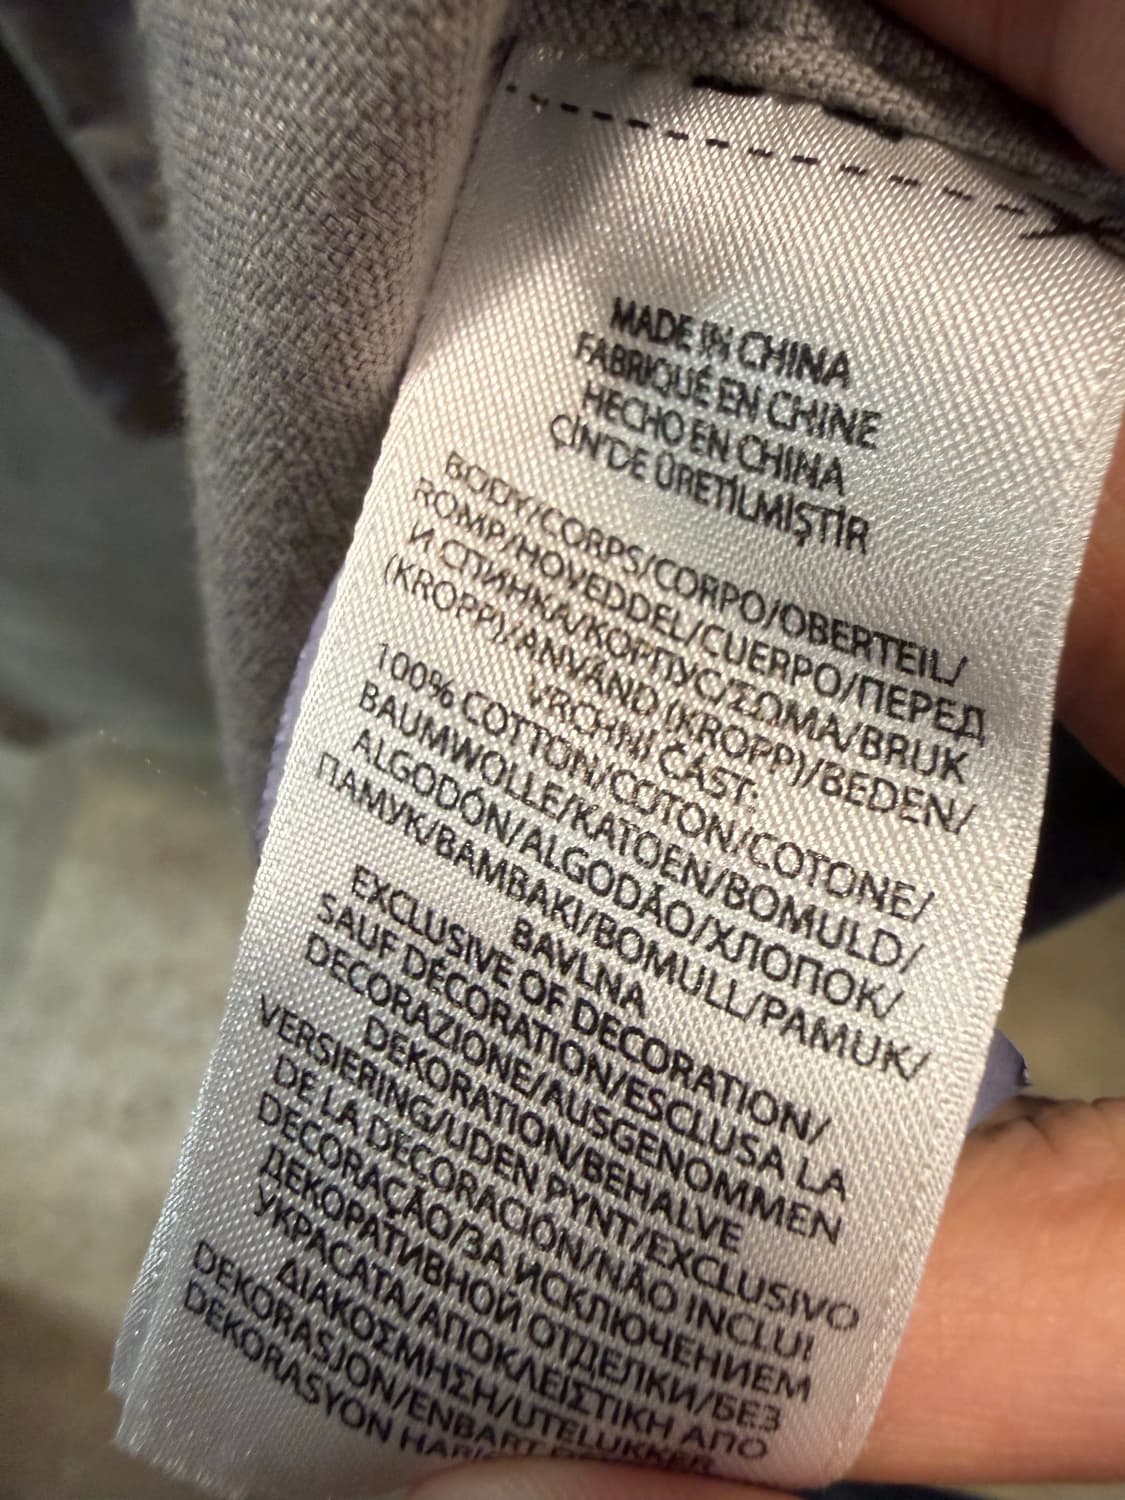 MADE IN CHINA
FABRIQUÉ EN CHINE
HECHO EN CHINA
ÇİN'DE ÜRETİLMİŞTİR
BODY/CORPS/CORPO/OBERTEIL/
ROMP/HOVEDDEL/CUERPO/ПЕРЕД
И СПИНКА/КОРПУС/ΣΩΜΑ/BRUK
(KROPP)/ANVÄND (KROPP)/BEDEN/
VRCHNÍ ČÁST:
100% COTTON/COTON/COTONE/
BAUMWOLLE/KATOEN/BOMULD/
ALGODÓN/ALGODÃO/ХЛОПОК/
ПАМУК/BAMBAKI/BOMULL/PAMUK/
BAVLNA
EXCLUSIVE OF DECORATION/
SAUF DÉCORATION/ESCLUSA LA
DECORAZIONE/AUSGENOMMEN
DEKORATION/BEHALVE
VERSIERING/UDEN PYNT/EXCLUSIVO
DE LA DECORACIÓN/NÃO INCLUI
DECORAÇÃO/ЗА ИСКЛЮЧЕНИЕМ
ДЕКОРАТИВНОЙ ОТДЕЛКИ/БЕЗ
УКРАСАТА/ΑΠΟΚΛΕΙΣΤΙΚΗ ΑΠΟ
ΔΙΑΚΟΣΜΗΣΗ/UTELUKKER
DEKORASJON/ENBART
DEKORASYON